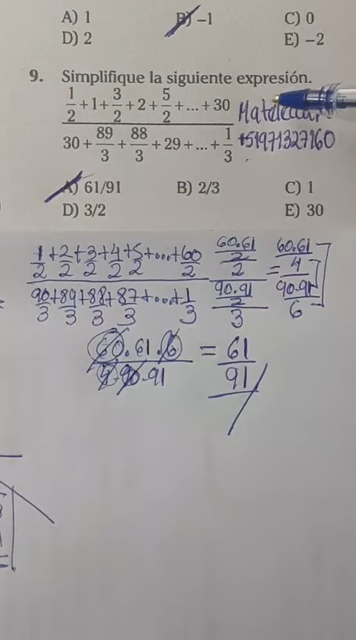 A) 1 B) −1 C) 0
D) 2 E) −2
9. Simplifique la siguiente expresión.
1/2 + 1 + 3/2 + 2 + 5/2 + ... + 30
30 + 89/3 + 88/3 + 29 + ... + 1/3
+51971327160
A) 61/91 B) 2/3 C) 1
D) 3/2 E) 30
1/2 + 2/2 + 3/2 + 4/2 + 5/2 + ... + 60/2
90/3 + 89/3 + 88/3 + 87/3 + ... + 1/3
60.61/2/2
90.91/2/3
= 60.61/4
90.91/6
60.61.6 = 61
4.90.91 91